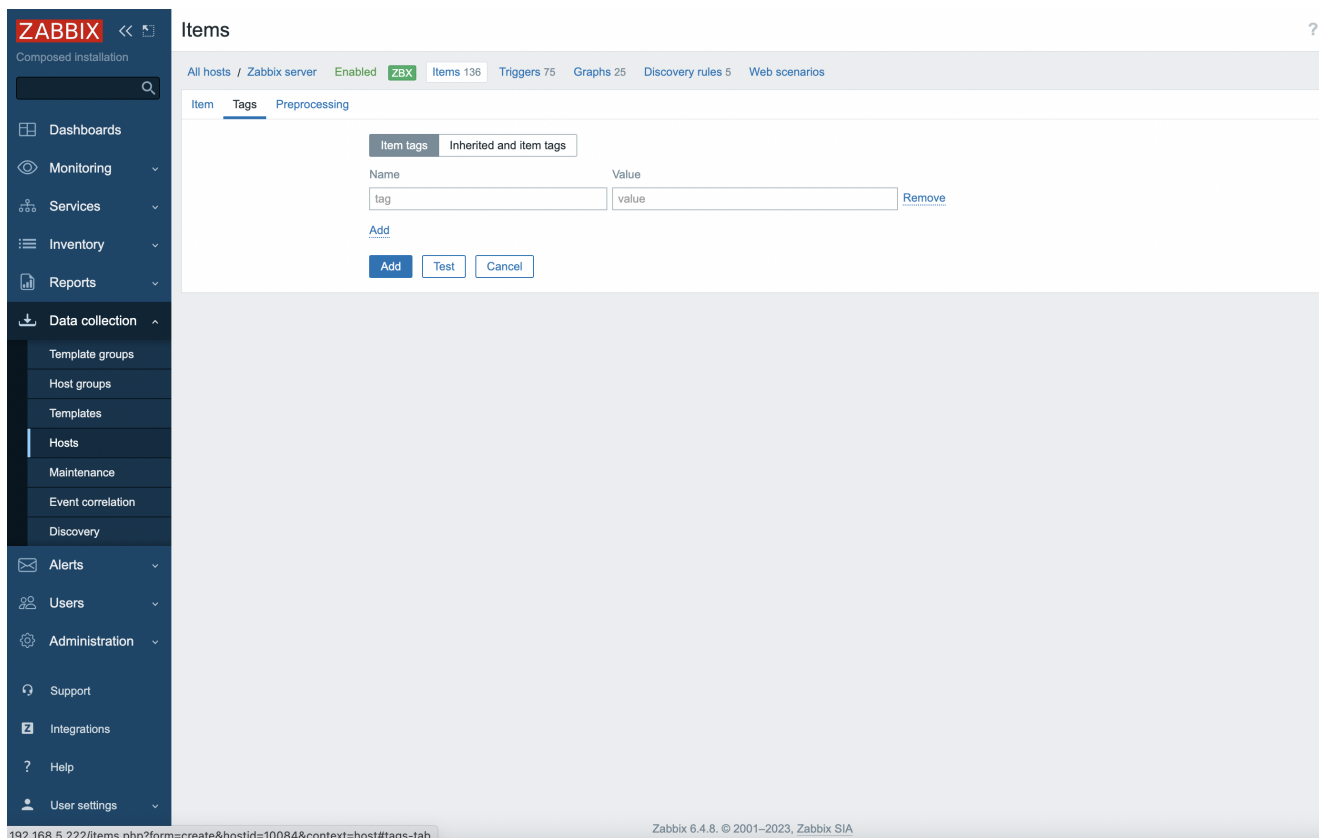 ZABBIX
Composed installation
Dashboards
Monitoring
Services
Inventory
Reports
Data collection
Template groups
Host groups
Templates
Hosts
Maintenance
Event correlation
Discovery
Alerts
Users
Administration
Support
Z Integrations
? Help
User settings
Items ?
All hosts / Zabbix server Enabled ZBX Items 136 Triggers 75 Graphs 25 Discovery rules 5 Web scenarios
Item Tags Preprocessing
Item tags Inherited and item tags
Name Value
tag value Remove
Add
Add Test Cancel
Zabbix 6.4.8. © 2001–2023, Zabbix SIA
192.168.5.222/items.php?form=create&hostid=10084&context=host#tags-tab